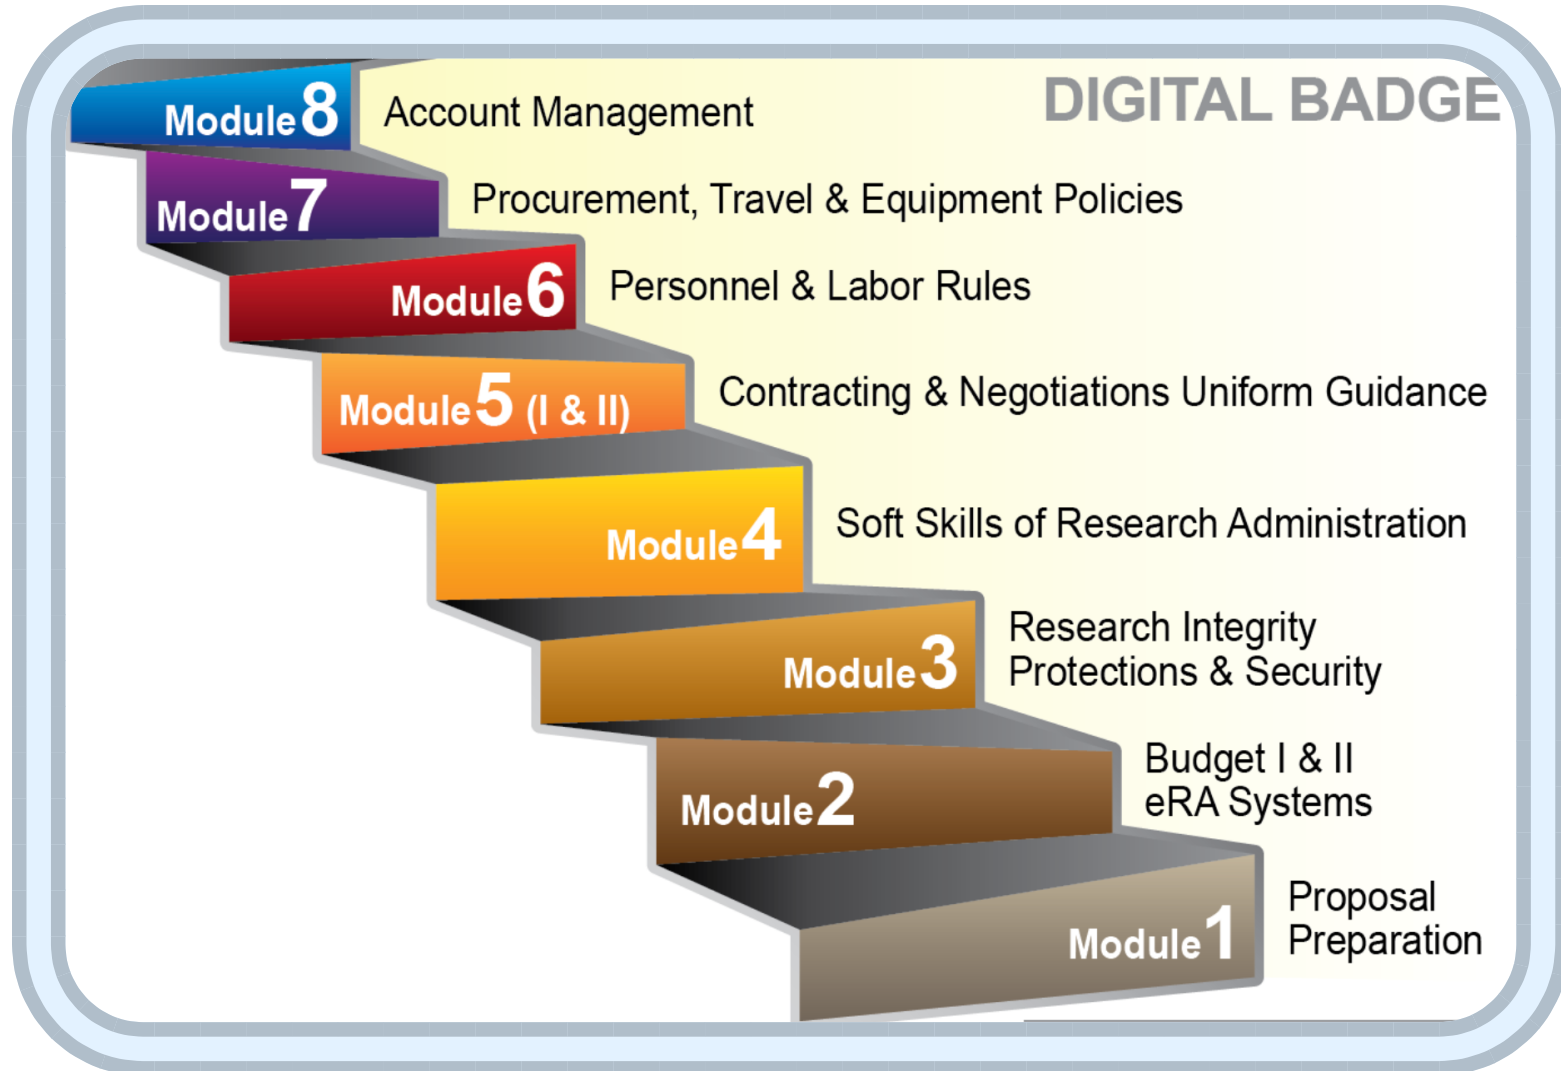 DIGITAL BADGE
Module 8 Account Management
Module 7 Procurement, Travel & Equipment Policies
Module 6 Personnel & Labor Rules
Module 5 (I & II) Contracting & Negotiations Uniform Guidance
Module 4 Soft Skills of Research Administration
Module 3 Research Integrity
Protections & Security
Module 2 Budget I & II
eRA Systems
Module 1 Proposal
Preparation